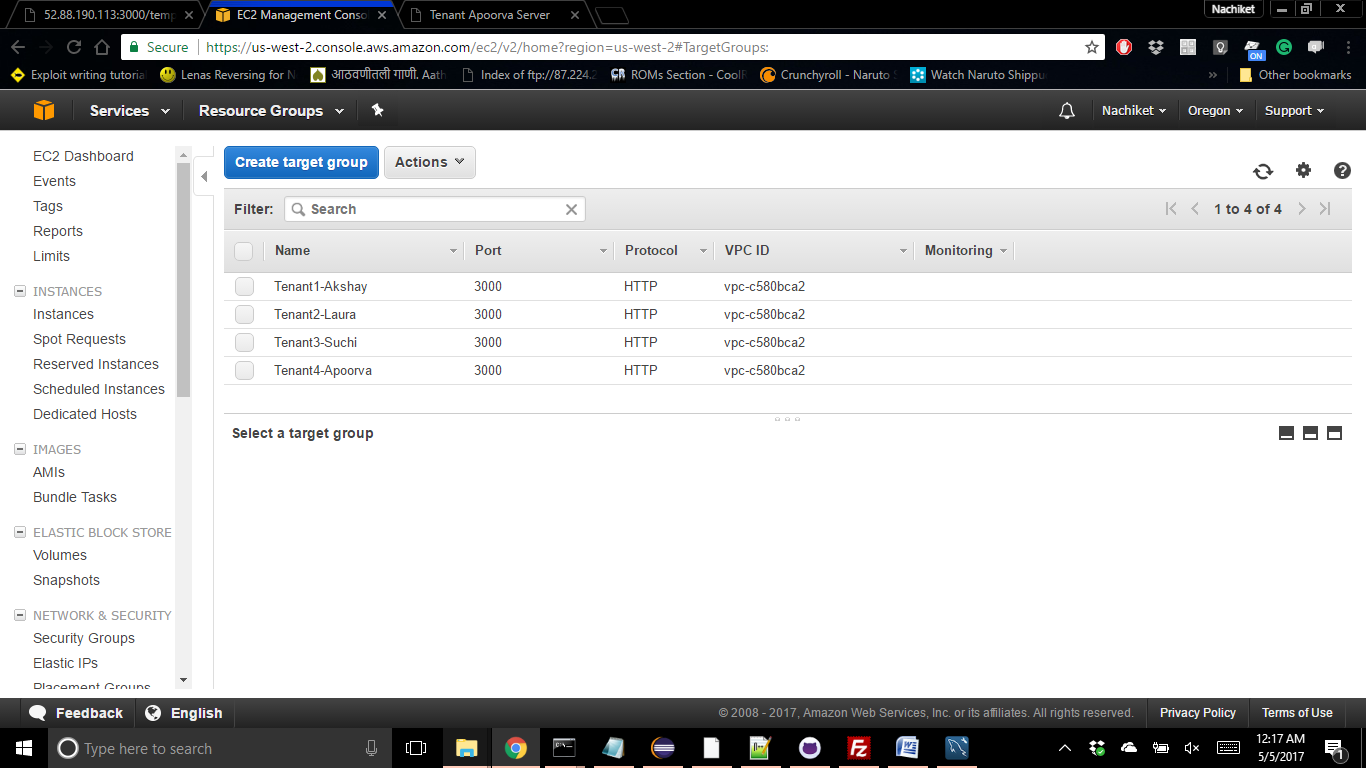 52.88.190.113:3000/temp
EC2 Management Conso
Tenant Apoorva Server
Nachiket
Secure
https://us-west-2.console.aws.amazon.com/ec2/v2/home?region=us-west-2#TargetGroups:
ON
Exploit writing tutorial
Lenas Reversing for N
आठवणीतली गाणी. Aath
Index of ftp://87.224.2
CR
ROMs Section - CoolR
Crunchyroll - Naruto S
Watch Naruto Shippu
»
Other bookmarks
Services
Resource Groups
Nachiket
Oregon
Support
EC2 Dashboard
Events
Tags
Reports
Limits
INSTANCES
Instances
Spot Requests
Reserved Instances
Scheduled Instances
Dedicated Hosts
IMAGES
AMIs
Bundle Tasks
ELASTIC BLOCK STORE
Volumes
Snapshots
NETWORK & SECURITY
Security Groups
Elastic IPs
Placement Groups
Create target group
Actions
Filter:
Search
1 to 4 of 4
Name Port Protocol VPC ID Monitoring
Tenant1-Akshay 3000 HTTP vpc-c580bca2
Tenant2-Laura 3000 HTTP vpc-c580bca2
Tenant3-Suchi 3000 HTTP vpc-c580bca2
Tenant4-Apoorva 3000 HTTP vpc-c580bca2
Select a target group
Feedback
English
© 2008 - 2017, Amazon Web Services, Inc. or its affiliates. All rights reserved.
Privacy Policy
Terms of Use
Type here to search
Fz
W
12:17 AM
5/5/2017
1